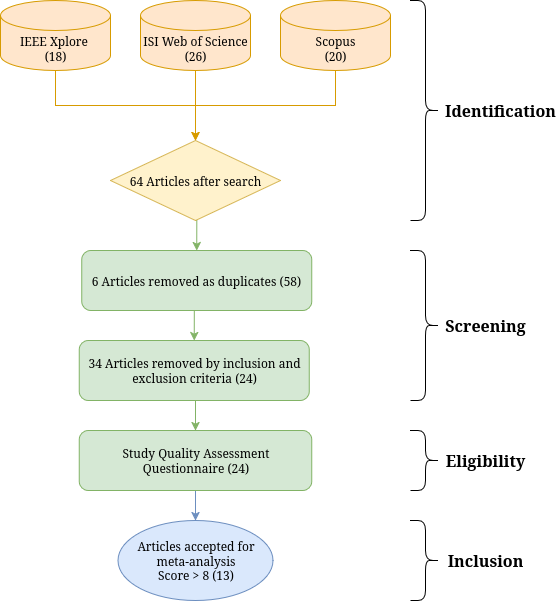 IEEE Xplore
(18)
ISI Web of Science
(26)
Scopus
(20)
Identification
64 Articles after search
6 Articles removed as duplicates (58)
Screening
34 Articles removed by inclusion and
exclusion criteria (24)
Study Quality Assessment
Questionnaire (24)
Eligibility
Articles accepted for
meta-analysis
Score > 8 (13)
Inclusion